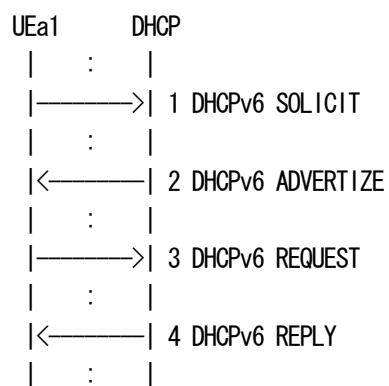 UEa1 DHCP
| : |
|-------->| 1 DHCPv6 SOLICIT
| : |
|<--------| 2 DHCPv6 ADVERTIZE
| : |
|-------->| 3 DHCPv6 REQUEST
| : |
|<--------| 4 DHCPv6 REPLY
| : |